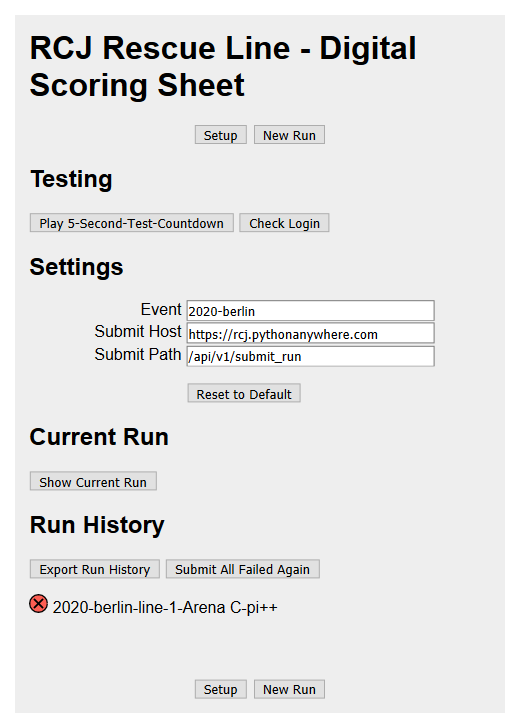 RCJ Rescue Line - Digital
Scoring Sheet
Setup New Run
Testing
Play 5-Second-Test-Countdown Check Login
Settings
Event 2020-berlin
Submit Host https://rcj.pythonanywhere.com
Submit Path /api/v1/submit_run
Reset to Default
Current Run
Show Current Run
Run History
Export Run History Submit All Failed Again
2020-berlin-line-1-Arena C-pi++
Setup New Run